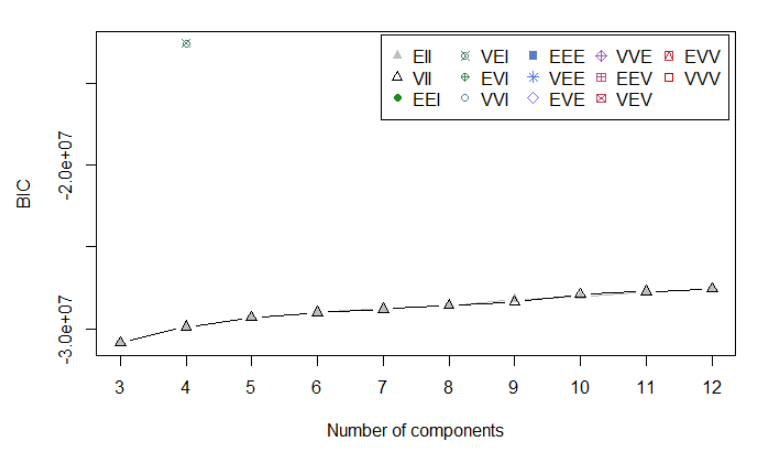 EII VEI EEE VVE EVV
VII EVI VEE EEV VVV
EEI VVI EVE VEV
BIC
-2.0e+07
-3.0e+07
3 4 5 6 7 8 9 10 11 12
Number of components